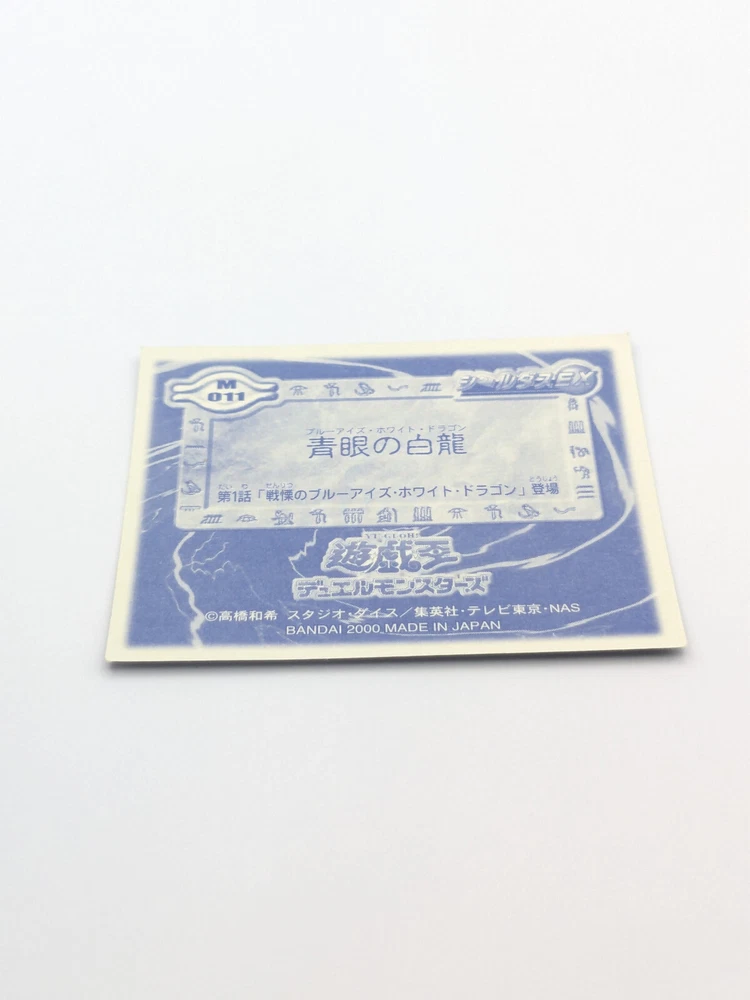 M
011
シールダスEX
ブルーアイズ・ホワイト・ドラゴン
青眼の白龍
だい わ せんりつ とうじょう
第1話「戦慄のブルーアイズ・ホワイト・ドラゴン」登場
YU-GI-OH!
遊戯王
デュエルモンスターズ
©高橋和希 スタジオ・ダイス/集英社・テレビ東京・NAS
BANDAI 2000 MADE IN JAPAN